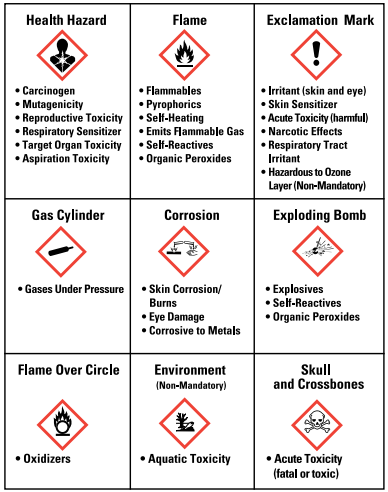 Health Hazard
• Carcinogen
• Mutagenicity
• Reproductive Toxicity
• Respiratory Sensitizer
• Target Organ Toxicity
• Aspiration Toxicity
Flame
• Flammables
• Pyrophorics
• Self-Heating
• Emits Flammable Gas
• Self-Reactives
• Organic Peroxides
Exclamation Mark
• Irritant (skin and eye)
• Skin Sensitizer
• Acute Toxicity (harmful)
• Narcotic Effects
• Respiratory Tract
Irritant
• Hazardous to Ozone
Layer (Non-Mandatory)
Gas Cylinder
• Gases Under Pressure
Corrosion
• Skin Corrosion/
Burns
• Eye Damage
• Corrosive to Metals
Exploding Bomb
• Explosives
• Self-Reactives
• Organic Peroxides
Flame Over Circle
• Oxidizers
Environment
(Non-Mandatory)
• Aquatic Toxicity
Skull
and Crossbones
• Acute Toxicity
(fatal or toxic)